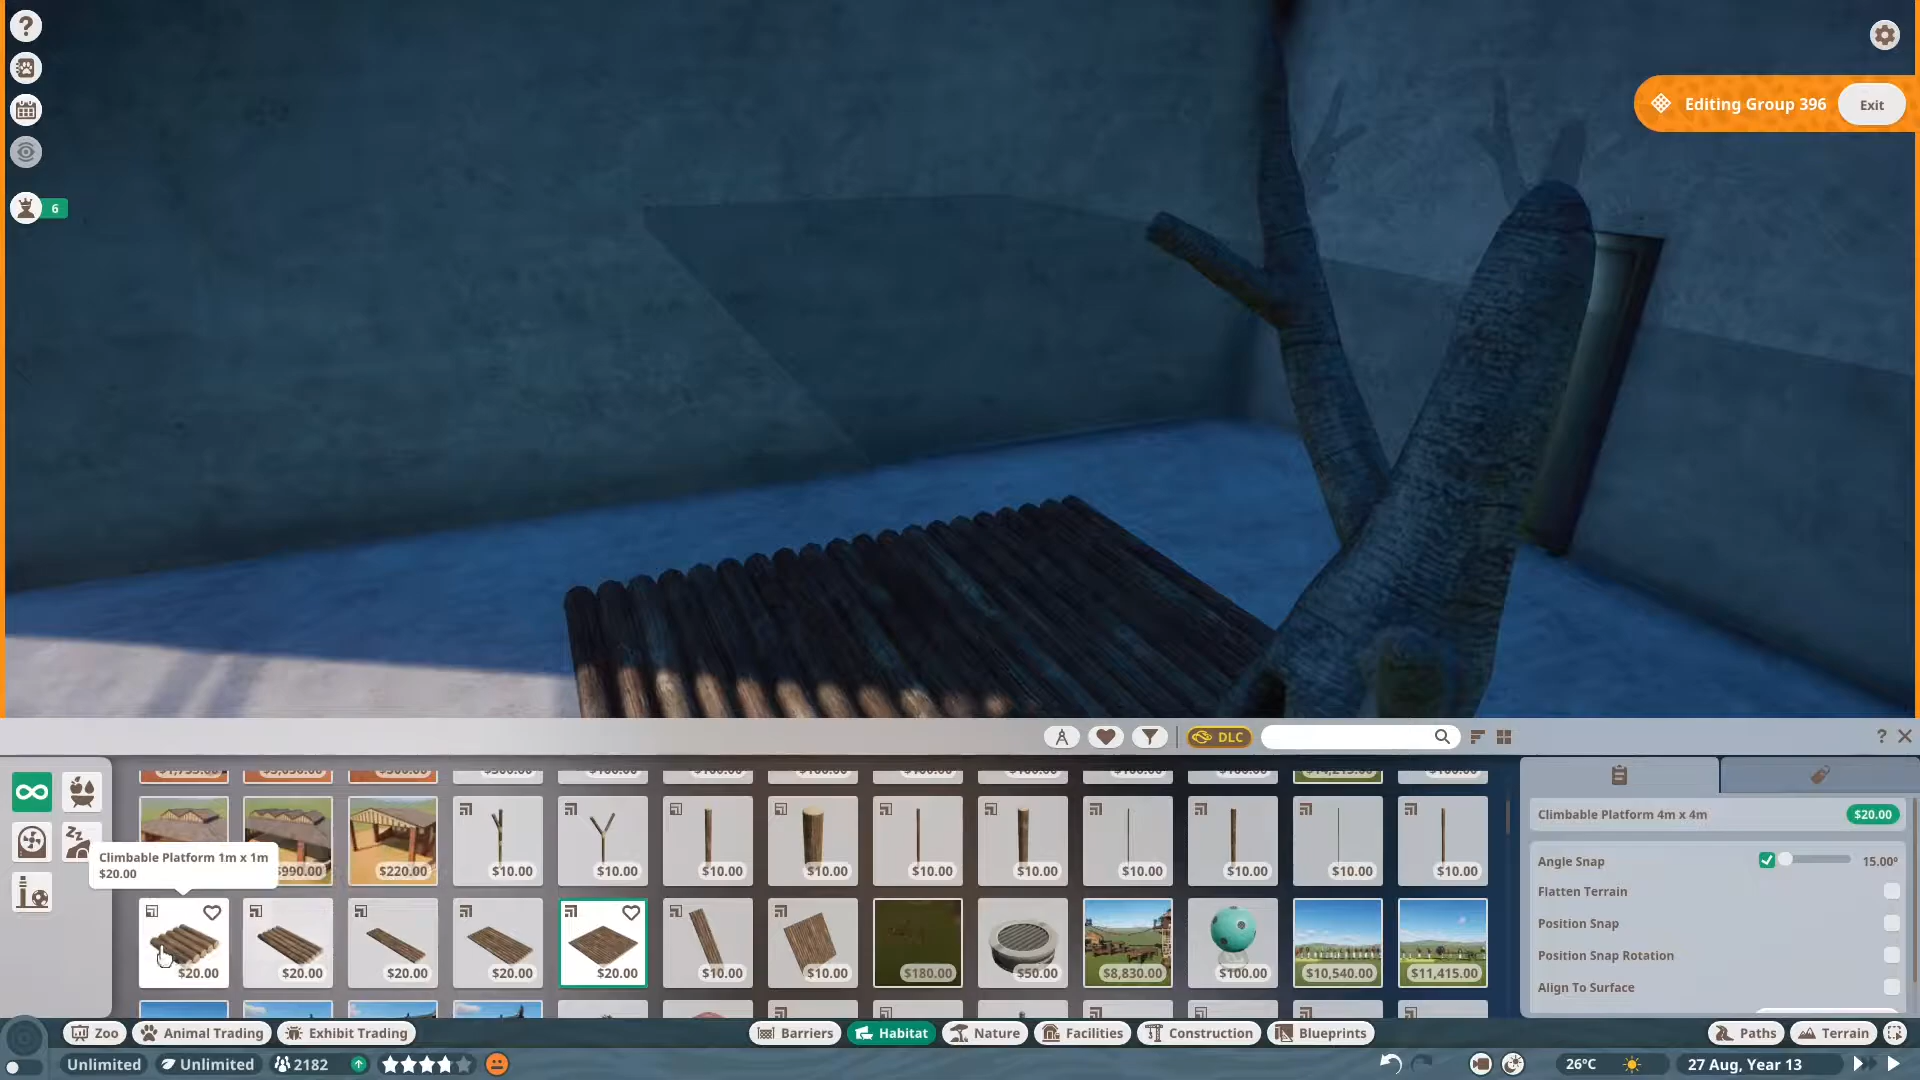 Editing Group 396
Exit
6
DLC
$990.00
$220.00
$10.00
$10.00
$10.00
$10.00
$10.00
$10.00
$10.00
$10.00
$10.00
$10.00
Climbable Platform 1m x 1m
$20.00
$20.00
$20.00
$20.00
$20.00
$20.00
$10.00
$10.00
$180.00
$50.00
$8,830.00
$100.00
$10,540.00
$11,415.00
Climbable Platform 4m x 4m
$20.00
Angle Snap
15.00°
Flatten Terrain
Position Snap
Position Snap Rotation
Align To Surface
Zoo
Animal Trading
Exhibit Trading
Barriers
Habitat
Nature
Facilities
Construction
Blueprints
Paths
Terrain
Unlimited
Unlimited
2182
26°C
27 Aug, Year 13